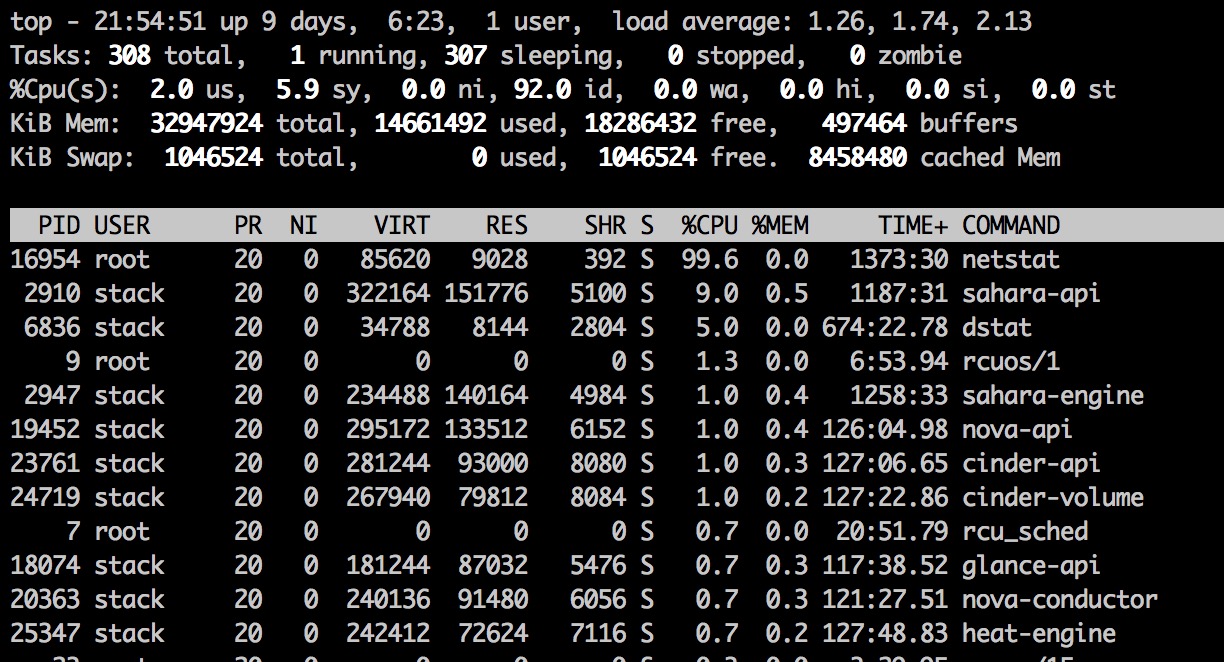 top - 21:54:51 up 9 days,  6:23,  1 user,  load average: 1.26, 1.74, 2.13
Tasks: 308 total,   1 running, 307 sleeping,   0 stopped,   0 zombie
%Cpu(s):  2.0 us,  5.9 sy,  0.0 ni, 92.0 id,  0.0 wa,  0.0 hi,  0.0 si,  0.0 st
KiB Mem:  32947924 total, 14661492 used, 18286432 free,   497464 buffers
KiB Swap:  1046524 total,        0 used,  1046524 free.  8458480 cached Mem
  PID USER      PR  NI    VIRT    RES    SHR S  %CPU %MEM     TIME+ COMMAND
16954 root      20   0   85620   9028    392 S  99.6  0.0   1373:30 netstat
 2910 stack     20   0  322164 151776   5100 S   9.0  0.5   1187:31 sahara-api
 6836 stack     20   0   34788   8144   2804 S   5.0  0.0 674:22.78 dstat
    9 root      20   0       0      0      0 S   1.3  0.0   6:53.94 rcuos/1
 2947 stack     20   0  234488 140164   4984 S   1.0  0.4   1258:33 sahara-engine
19452 stack     20   0  295172 133512   6152 S   1.0  0.4 126:04.98 nova-api
23761 stack     20   0  281244  93000   8080 S   1.0  0.3 127:06.65 cinder-api
24719 stack     20   0  267940  79812   8084 S   1.0  0.2 127:22.86 cinder-volume
    7 root      20   0       0      0      0 S   0.7  0.0  20:51.79 rcu_sched
18074 stack     20   0  181244  87032   5476 S   0.7  0.3 117:38.52 glance-api
20363 stack     20   0  240136  91480   6056 S   0.7  0.3 121:27.51 nova-conductor
25347 stack     20   0  242412  72624   7116 S   0.7  0.2 127:48.83 heat-engine